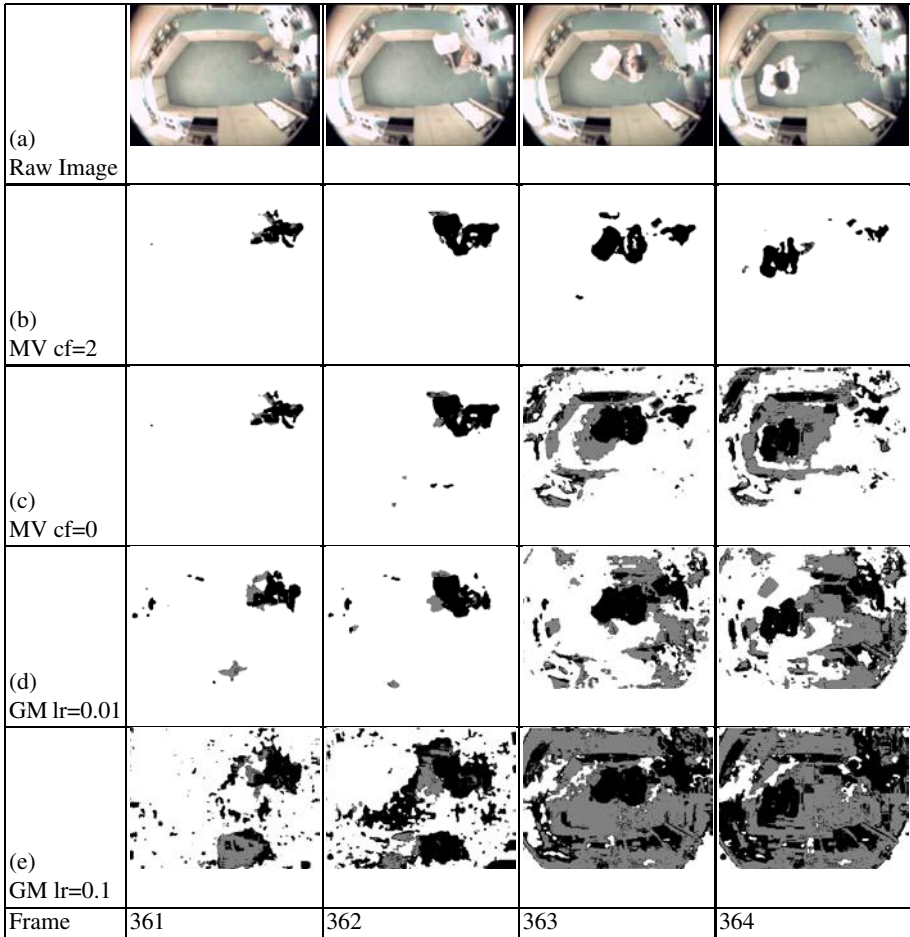 (a)
Raw Image
(b)
MV cf=2
(c)
MV cf=0
(d)
GM lr=0.01
(e)
GM lr=0.1
Frame 361 362 363 364